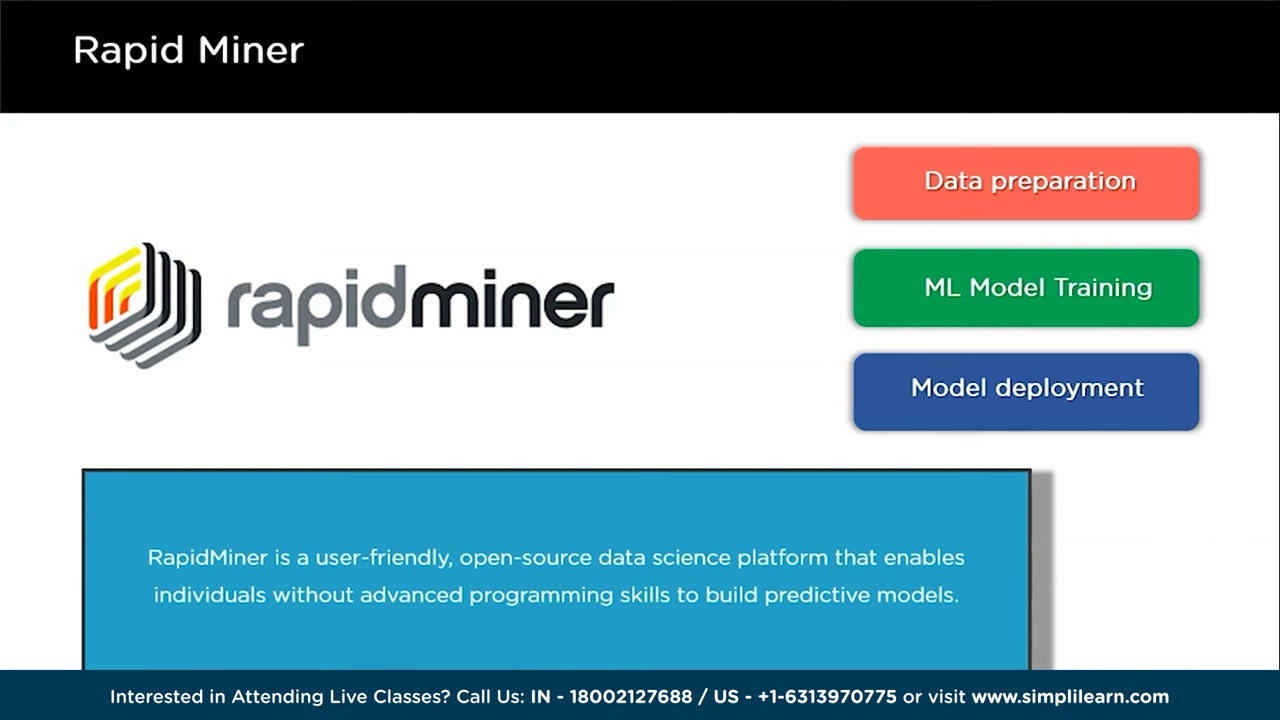 Rapid Miner
Data preparation
rapidminer
ML Model Training
Model deployment
RapidMiner is a user-friendly, open-source data science platform that enables
individuals without advanced programming skills to build predictive models.
Interested in Attending Live Classes? Call Us: IN - 18002127688 / US - +1-6313970775 or visit www.simplilearn.com